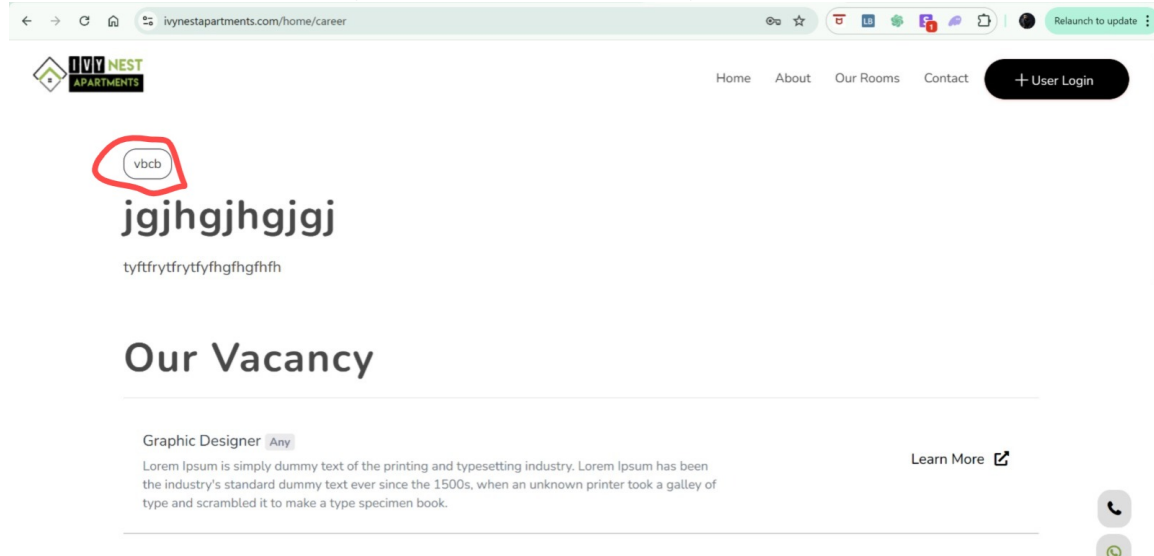 ivynestapartments.com/home/career
LB
1
Relaunch to update
IVY NEST
APARTMENTS
Home About Our Rooms Contact + User Login
vbcb
jgjhgjhgjgj
tyftfrytfrytfyfhgfhgfhfh
Our Vacancy
Graphic Designer Any
Lorem Ipsum is simply dummy text of the printing and typesetting industry. Lorem Ipsum has been
the industry's standard dummy text ever since the 1500s, when an unknown printer took a galley of
type and scrambled it to make a type specimen book.
Learn More